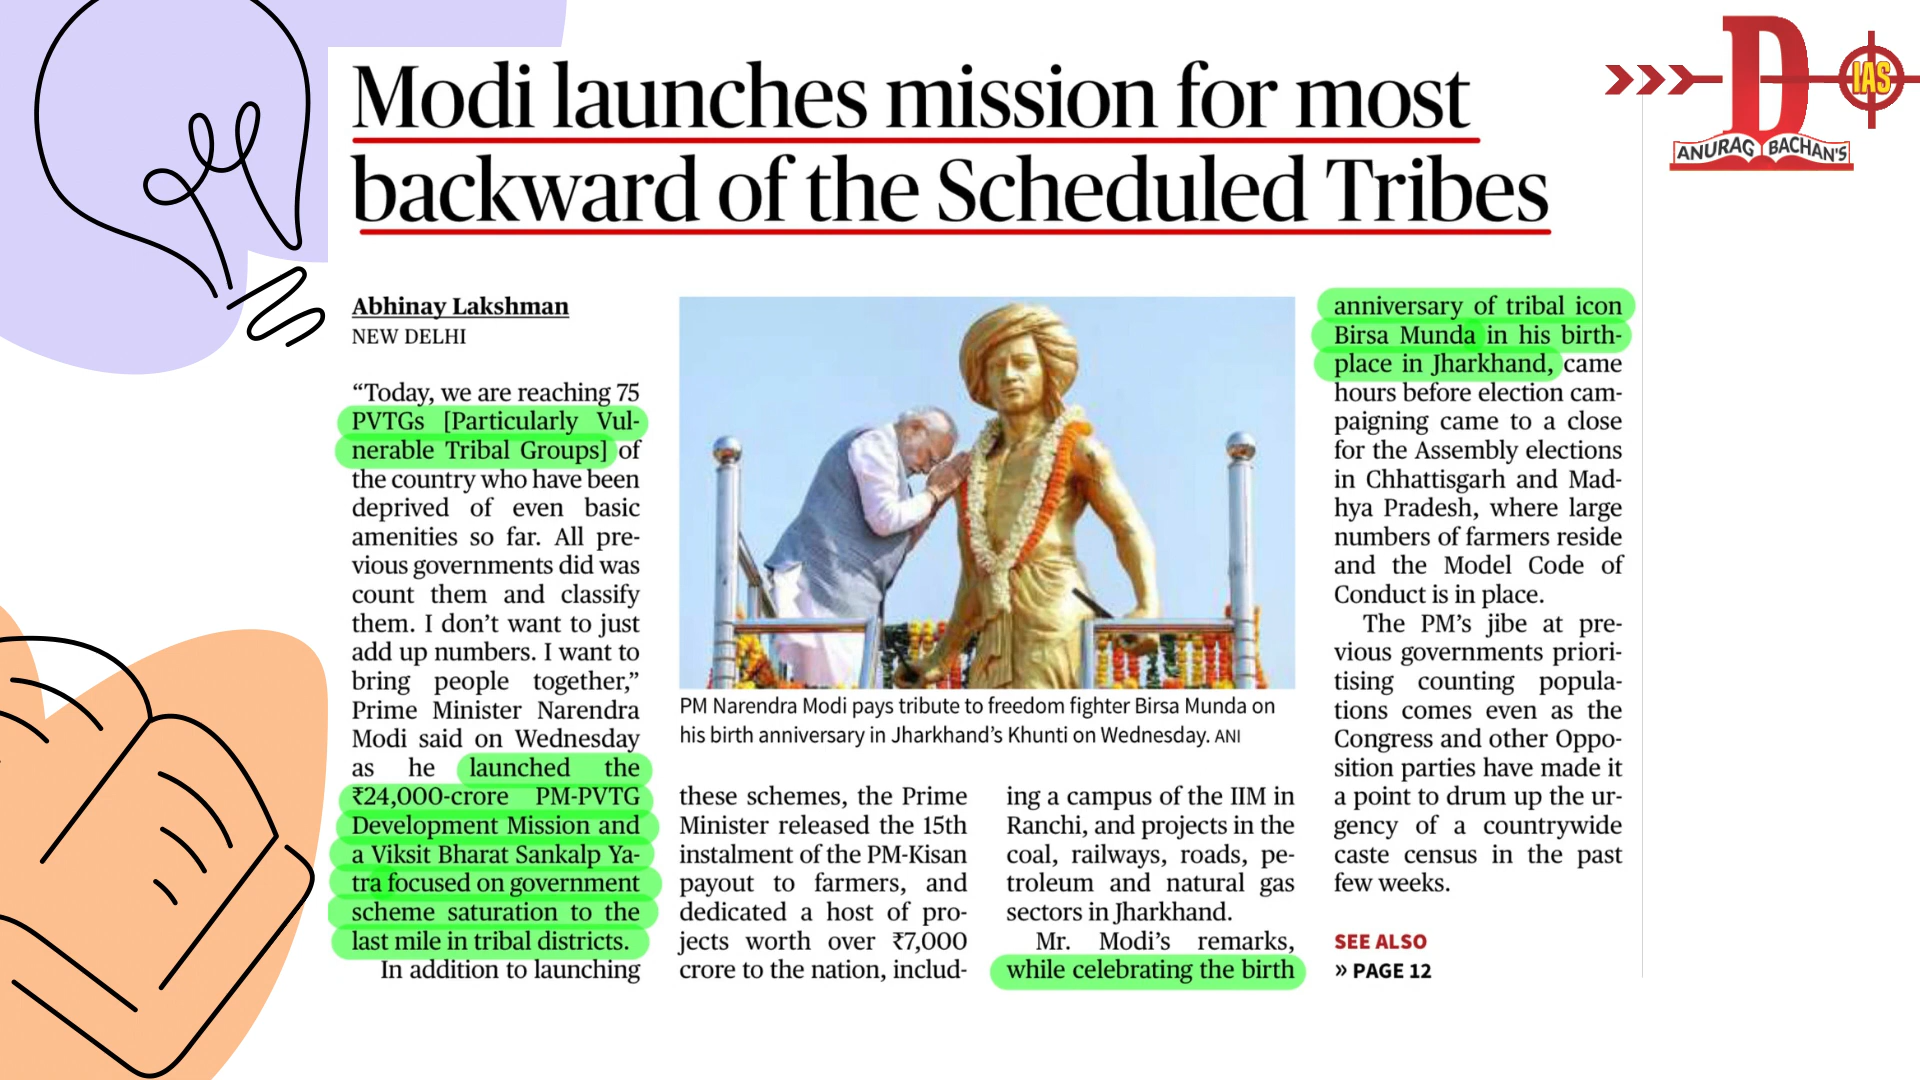 Modi launches mission for most
backward of the Scheduled Tribes
D
IAS
ANURAG BACHAN'S
Abhinay Lakshman
NEW DELHI
“Today, we are reaching 75
PVTGs [Particularly Vul-
nerable Tribal Groups] of
the country who have been
deprived of even basic
amenities so far. All pre-
vious governments did was
count them and classify
them. I don’t want to just
add up numbers. I want to
bring people together,”
Prime Minister Narendra
Modi said on Wednesday
as he launched the
₹24,000-crore PM-PVTG
Development Mission and
a Viksit Bharat Sankalp Ya-
tra focused on government
scheme saturation to the
last mile in tribal districts.
In addition to launching
PM Narendra Modi pays tribute to freedom fighter Birsa Munda on
his birth anniversary in Jharkhand’s Khunti on Wednesday. ANI
these schemes, the Prime
Minister released the 15th
instalment of the PM-Kisan
payout to farmers, and
dedicated a host of pro-
jects worth over ₹7,000
crore to the nation, includ-
ing a campus of the IIM in
Ranchi, and projects in the
coal, railways, roads, pe-
troleum and natural gas
sectors in Jharkhand.
Mr. Modi’s remarks,
while celebrating the birth
anniversary of tribal icon
Birsa Munda in his birth-
place in Jharkhand, came
hours before election cam-
paigning came to a close
for the Assembly elections
in Chhattisgarh and Mad-
hya Pradesh, where large
numbers of farmers reside
and the Model Code of
Conduct is in place.
The PM’s jibe at pre-
vious governments priori-
tising counting popula-
tions comes even as the
Congress and other Oppo-
sition parties have made it
a point to drum up the ur-
gency of a countrywide
caste census in the past
few weeks.
SEE ALSO
» PAGE 12